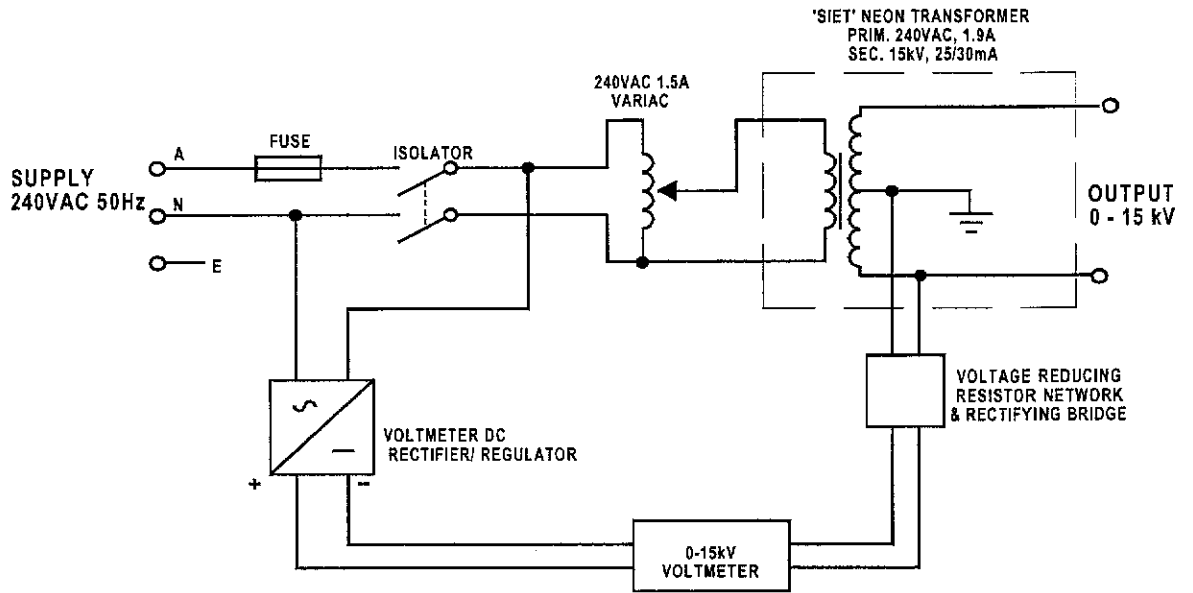 'SIET' NEON TRANSFORMER
PRIM. 240VAC, 1.9A
SEC. 15kV, 25/30mA
240VAC 1.5A
VARIAC
FUSE
ISOLATOR
A
SUPPLY
240VAC 50Hz
N
E
OUTPUT
0 - 15 kV
VOLTAGE REDUCING
RESISTOR NETWORK
& RECTIFYING BRIDGE
VOLTMETER DC
RECTIFIER/ REGULATOR
+
-
0-15kV
VOLTMETER